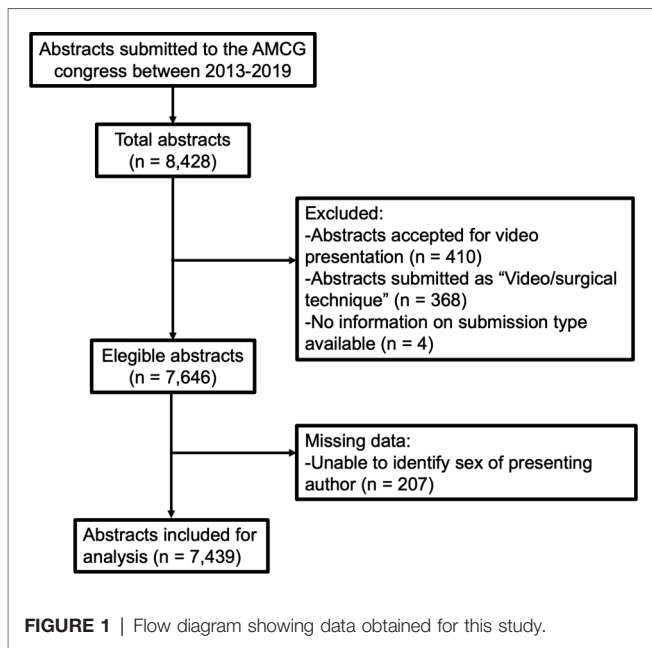 Abstracts submitted to the AMCG
congress between 2013-2019
Total abstracts
(n = 8,428)
Excluded:
-Abstracts accepted for video
presentation (n = 410)
-Abstracts submitted as “Video/surgical
technique” (n = 368)
-No information on submission type
available (n = 4)
Elegible abstracts
(n = 7,646)
Missing data:
-Unable to identify sex of presenting
author (n = 207)
Abstracts included for
analysis (n = 7,439)
FIGURE 1 | Flow diagram showing data obtained for this study.